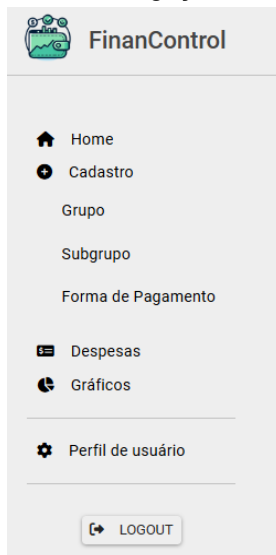 FinanControl
Home
Cadastro
Grupo
Subgrupo
Forma de Pagamento
Despesas
Gráficos
Perfil de usuário
LOGOUT